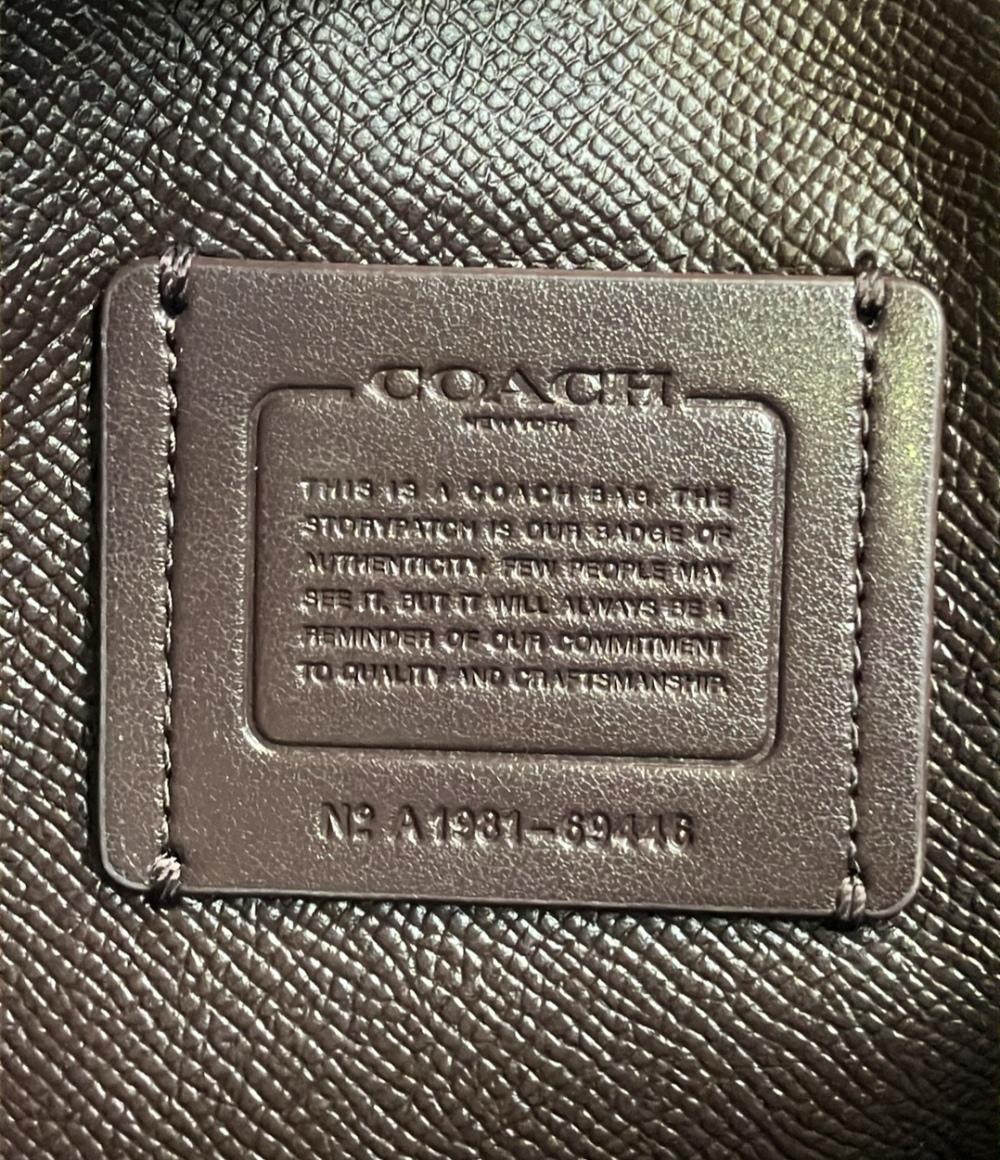 COACH
NEW YORK
THIS IS A COACH BAG. THE
STORYPATCH IS OUR BADGE OF
AUTHENTICITY. FEW PEOPLE MAY
SEE IT, BUT IT WILL ALWAYS BE A
REMINDER OF OUR COMMITMENT
TO QUALITY AND CRAFTSMANSHIP.
Nº A1981-69446